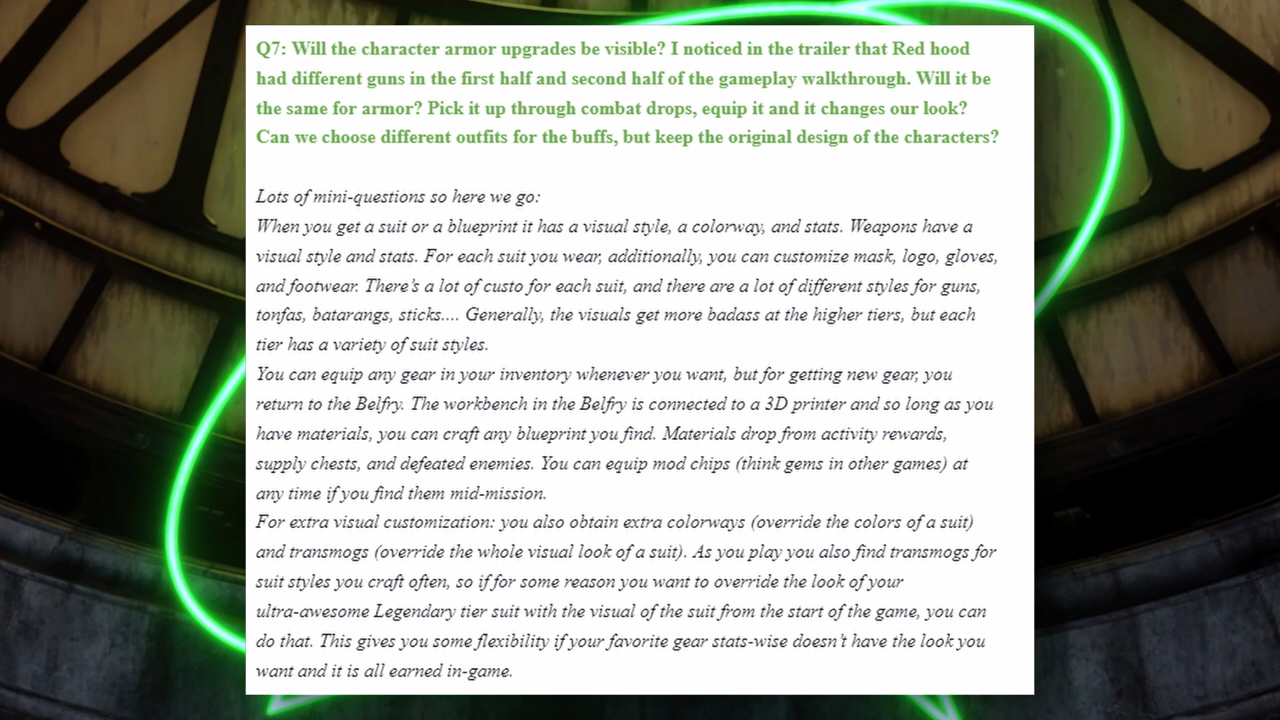 Q7: Will the character armor upgrades be visible? I noticed in the trailer that Red hood
had different guns in the first half and second half of the gameplay walkthrough. Will it be
the same for armor? Pick it up through combat drops, equip it and it changes our look?
Can we choose different outfits for the buffs, but keep the original design of the characters?
Lots of mini-questions so here we go:
When you get a suit or a blueprint it has a visual style, a colorway, and stats. Weapons have a
visual style and stats. For each suit you wear, additionally, you can customize mask, logo, gloves,
and footwear. There's a lot of custo for each suit, and there are a lot of different styles for guns,
tonfas, batarangs, sticks.... Generally, the visuals get more badass at the higher tiers, but each
tier has a variety of suit styles.
You can equip any gear in your inventory whenever you want, but for getting new gear, you
return to the Belfry. The workbench in the Belfry is connected to a 3D printer and so long as you
have materials, you can craft any blueprint you find. Materials drop from activity rewards,
supply chests, and defeated enemies. You can equip mod chips (think gems in other games) at
any time if you find them mid-mission.
For extra visual customization: you also obtain extra colorways (override the colors of a suit)
and transmogs (override the whole visual look of a suit). As you play you also find transmogs for
suit styles you craft often, so if for some reason you want to override the look of your
ultra-awesome Legendary tier suit with the visual of the suit from the start of the game, you can
do that. This gives you some flexibility if your favorite gear stats-wise doesn't have the look you
want and it is all earned in-game.